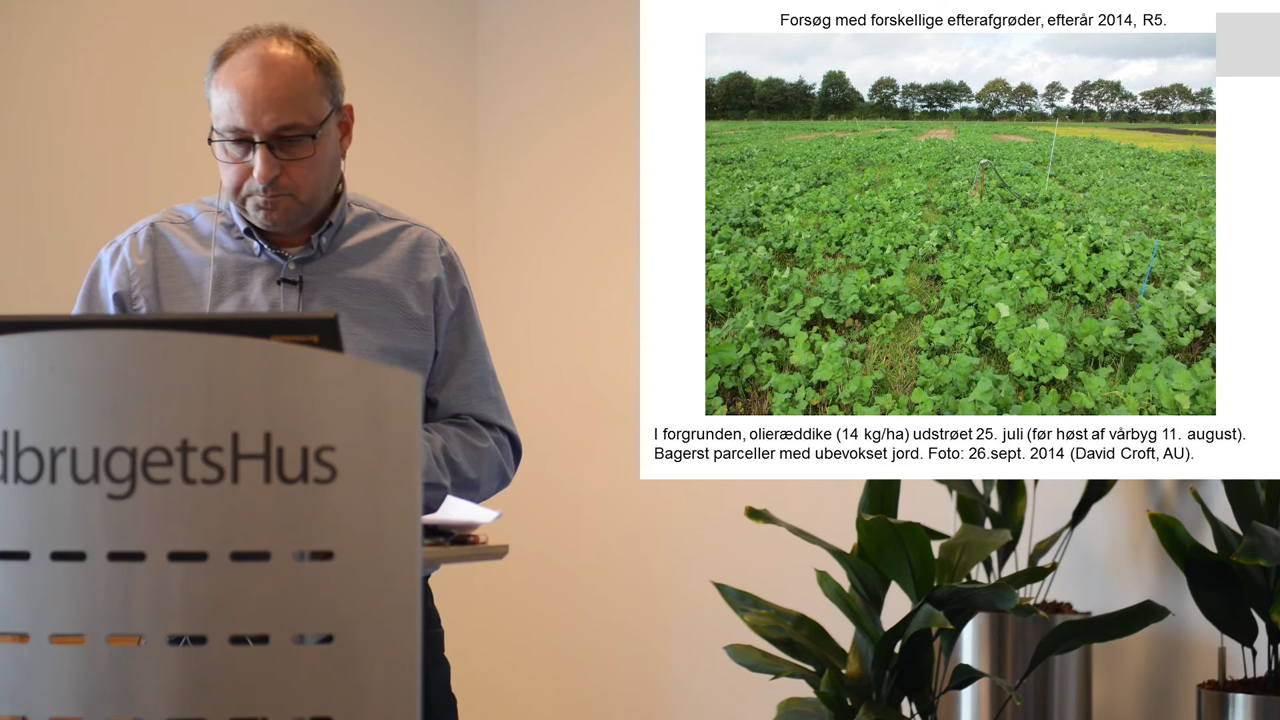 Forsøg med forskellige efterafgrøder, efterår 2014, R5.
I forgrunden, olieræddike (14 kg/ha) udstrøet 25. juli (før høst af vårbyg 11. august).
Bagerst parceller med ubevokset jord. Foto: 26.sept. 2014 (David Croft, AU).
dbrugetsHus